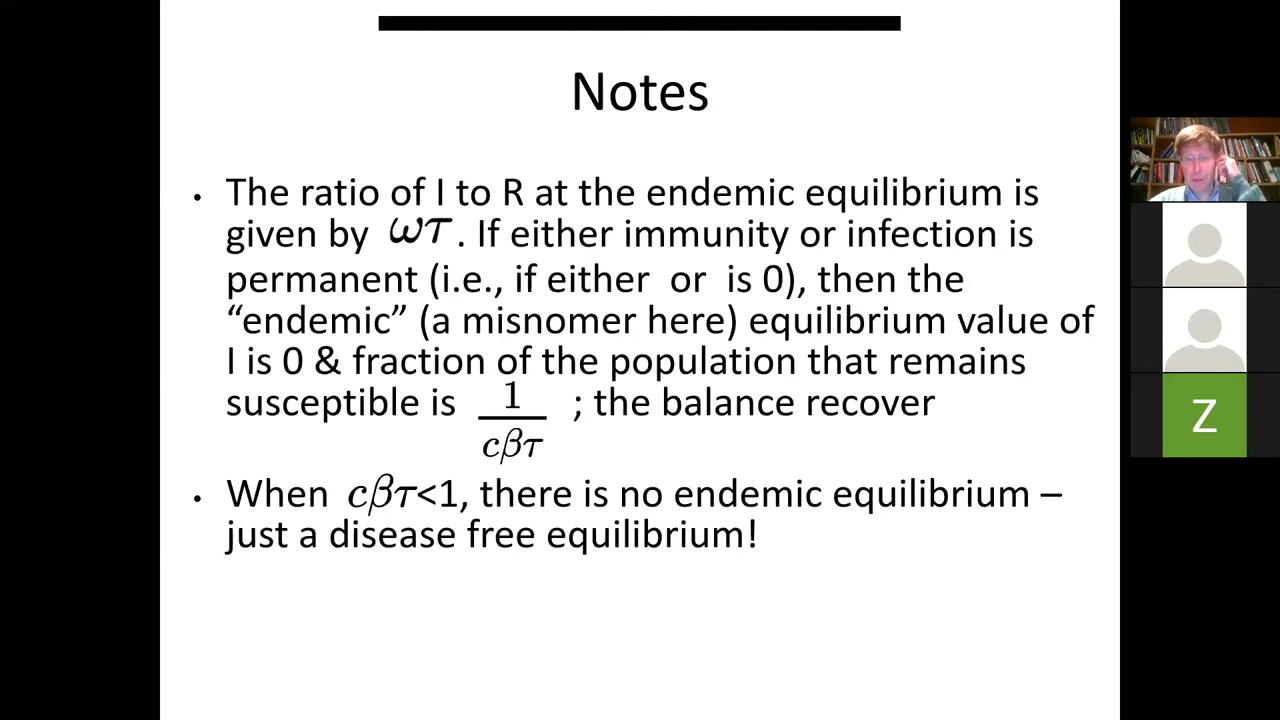 Notes
• The ratio of I to R at the endemic equilibrium is
given by ωτ. If either immunity or infection is
permanent (i.e., if either or is 0), then the
“endemic” (a misnomer here) equilibrium value of
I is 0 & fraction of the population that remains
susceptible is 1/cβτ ; the balance recover
• When cβτ<1, there is no endemic equilibrium –
just a disease free equilibrium!
Z